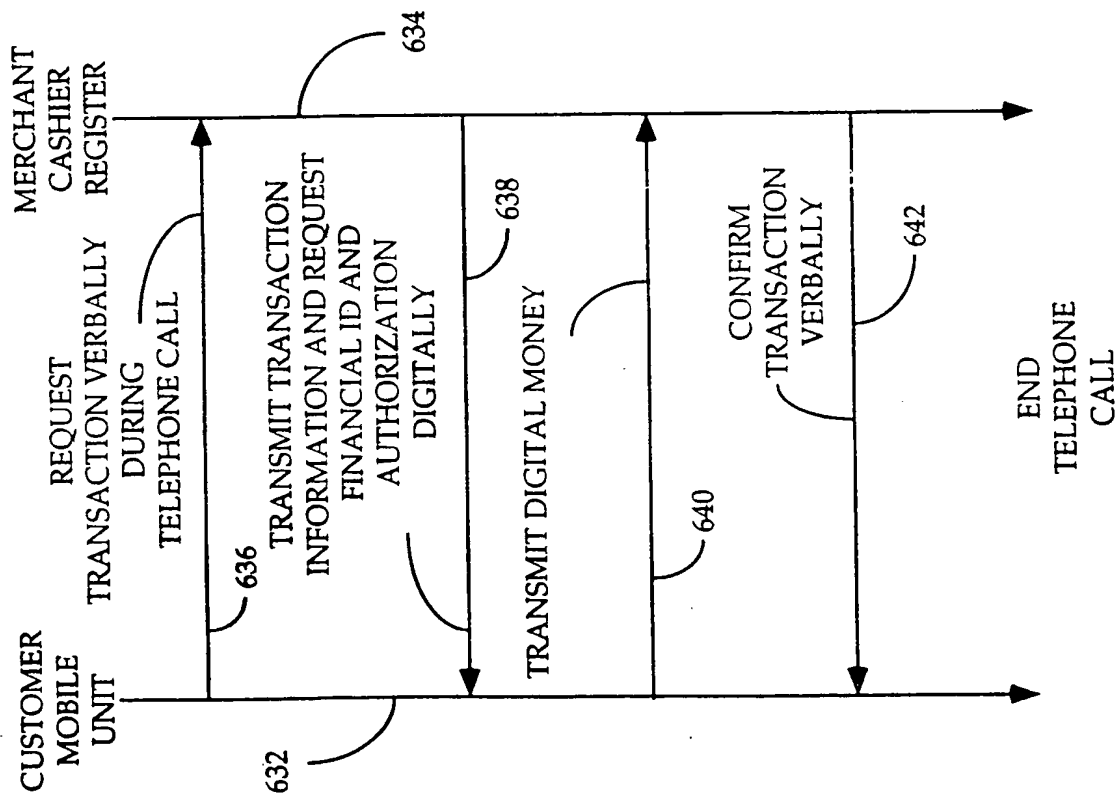 CUSTOMER
MOBILE
UNIT
MERCHANT
CASHIER
REGISTER
632
634
REQUEST
TRANSACTION VERBALLY
DURING
TELEPHONE CALL
636
TRANSMIT TRANSACTION
INFORMATION AND REQUEST
FINANCIAL ID AND
AUTHORIZATION
DIGITALLY
638
TRANSMIT DIGITAL MONEY
640
CONFIRM
TRANSACTION
VERBALLY
642
END
TELEPHONE
CALL